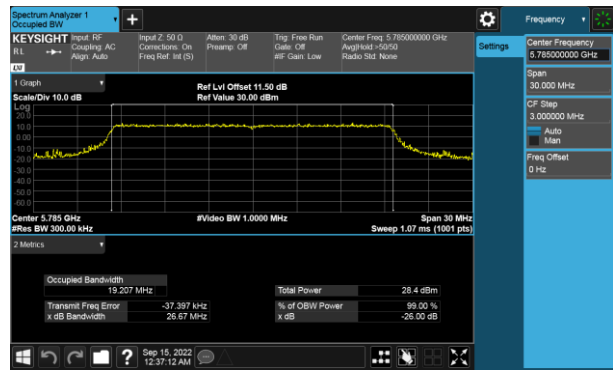 Spectrum Analyzer 1
Occupied BW
Frequency
KEYSIGHT
RL
Input: RF
Coupling: AC
Align: Auto
Input Z: 50 Ω
Corrections: On
Freq Ref: Int (S)
Atten: 30 dB
Preamp: Off
Trig: Free Run
Gate: Off
#IF Gain: Low
Center Freq: 5.785000000 GHz
Avg|Hold:>50/50
Radio Std: None
LXI
Settings
Center Frequency
5.785000000 GHz
Span
30.000 MHz
CF Step
3.000000 MHz
Auto
Man
Freq Offset
0 Hz
1 Graph
Scale/Div 10.0 dB
Ref Lvl Offset 11.50 dB
Ref Value 30.00 dBm
Log
20.0
10.0
0.00
-10.0
-20.0
-30.0
-40.0
-50.0
-60.0
Center 5.785 GHz
#Video BW 1.0000 MHz
Span 30 MHz
#Res BW 300.00 kHz
Sweep 1.07 ms (1001 pts)
2 Metrics
Occupied Bandwidth
19.207 MHz
Total Power 28.4 dBm
Transmit Freq Error -37.397 kHz
% of OBW Power 99.00 %
x dB Bandwidth 26.67 MHz
x dB -26.00 dB
?
Sep 15, 2022
12:37:12 AM